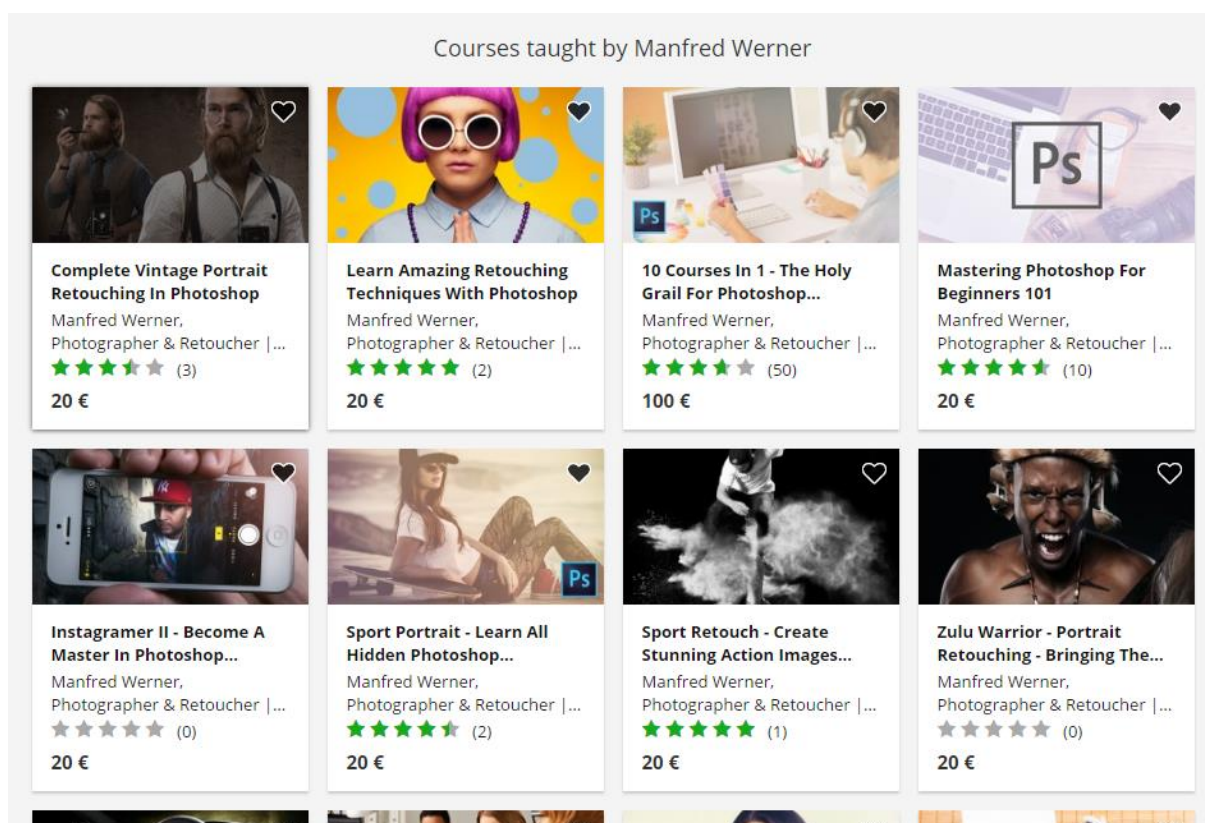 Courses taught by Manfred Werner
Complete Vintage Portrait
Retouching In Photoshop
Manfred Werner,
Photographer & Retoucher |...
(3)
20 €
Learn Amazing Retouching
Techniques With Photoshop
Manfred Werner,
Photographer & Retoucher |...
(2)
20 €
Ps
10 Courses In 1 - The Holy
Grail For Photoshop...
Manfred Werner,
Photographer & Retoucher |...
(50)
100 €
Ps
Mastering Photoshop For
Beginners 101
Manfred Werner,
Photographer & Retoucher |...
(10)
20 €
Instagramer II - Become A
Master In Photoshop...
Manfred Werner,
Photographer & Retoucher |...
(0)
20 €
Ps
Sport Portrait - Learn All
Hidden Photoshop...
Manfred Werner,
Photographer & Retoucher |...
(2)
20 €
Sport Retouch - Create
Stunning Action Images...
Manfred Werner,
Photographer & Retoucher |...
(1)
20 €
Zulu Warrior - Portrait
Retouching - Bringing The...
Manfred Werner,
Photographer & Retoucher |...
(0)
20 €